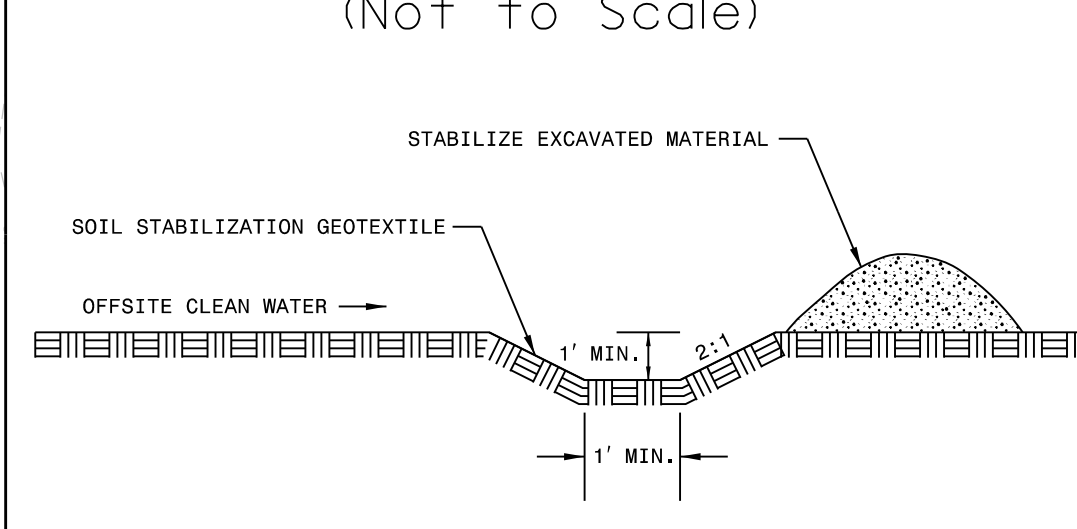 (Not to Scale)
STABILIZE EXCAVATED MATERIAL
SOIL STABILIZATION GEOTEXTILE
OFFSITE CLEAN WATER
1' MIN.
2:1
1' MIN.